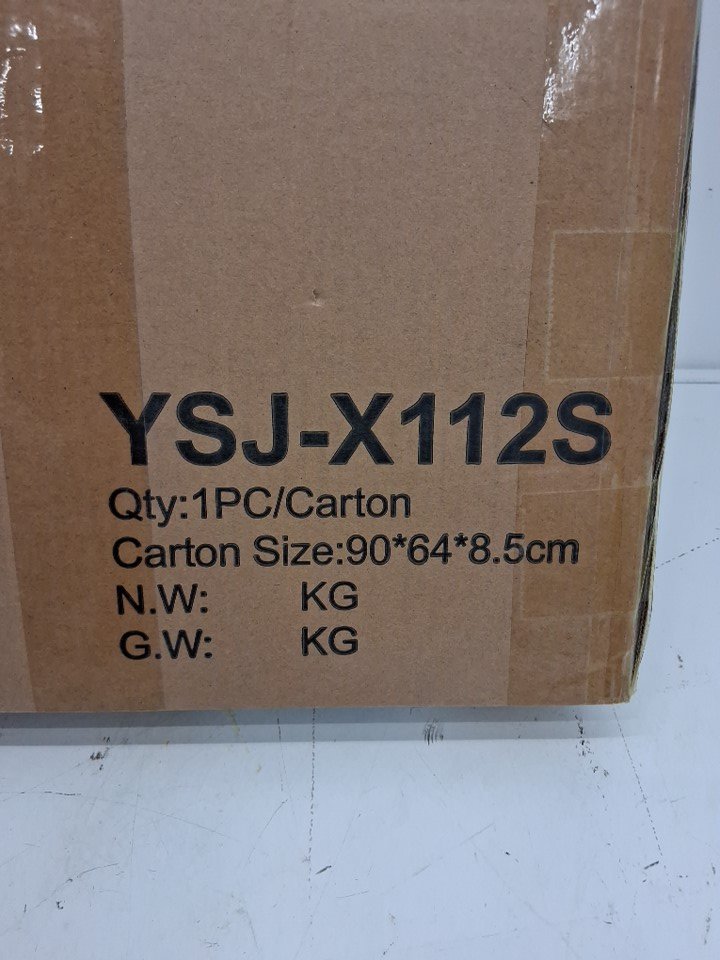 YSJ-X112S
Qty:1PC/Carton
Carton Size:90*64*8.5cm
N.W: KG
G.W: KG